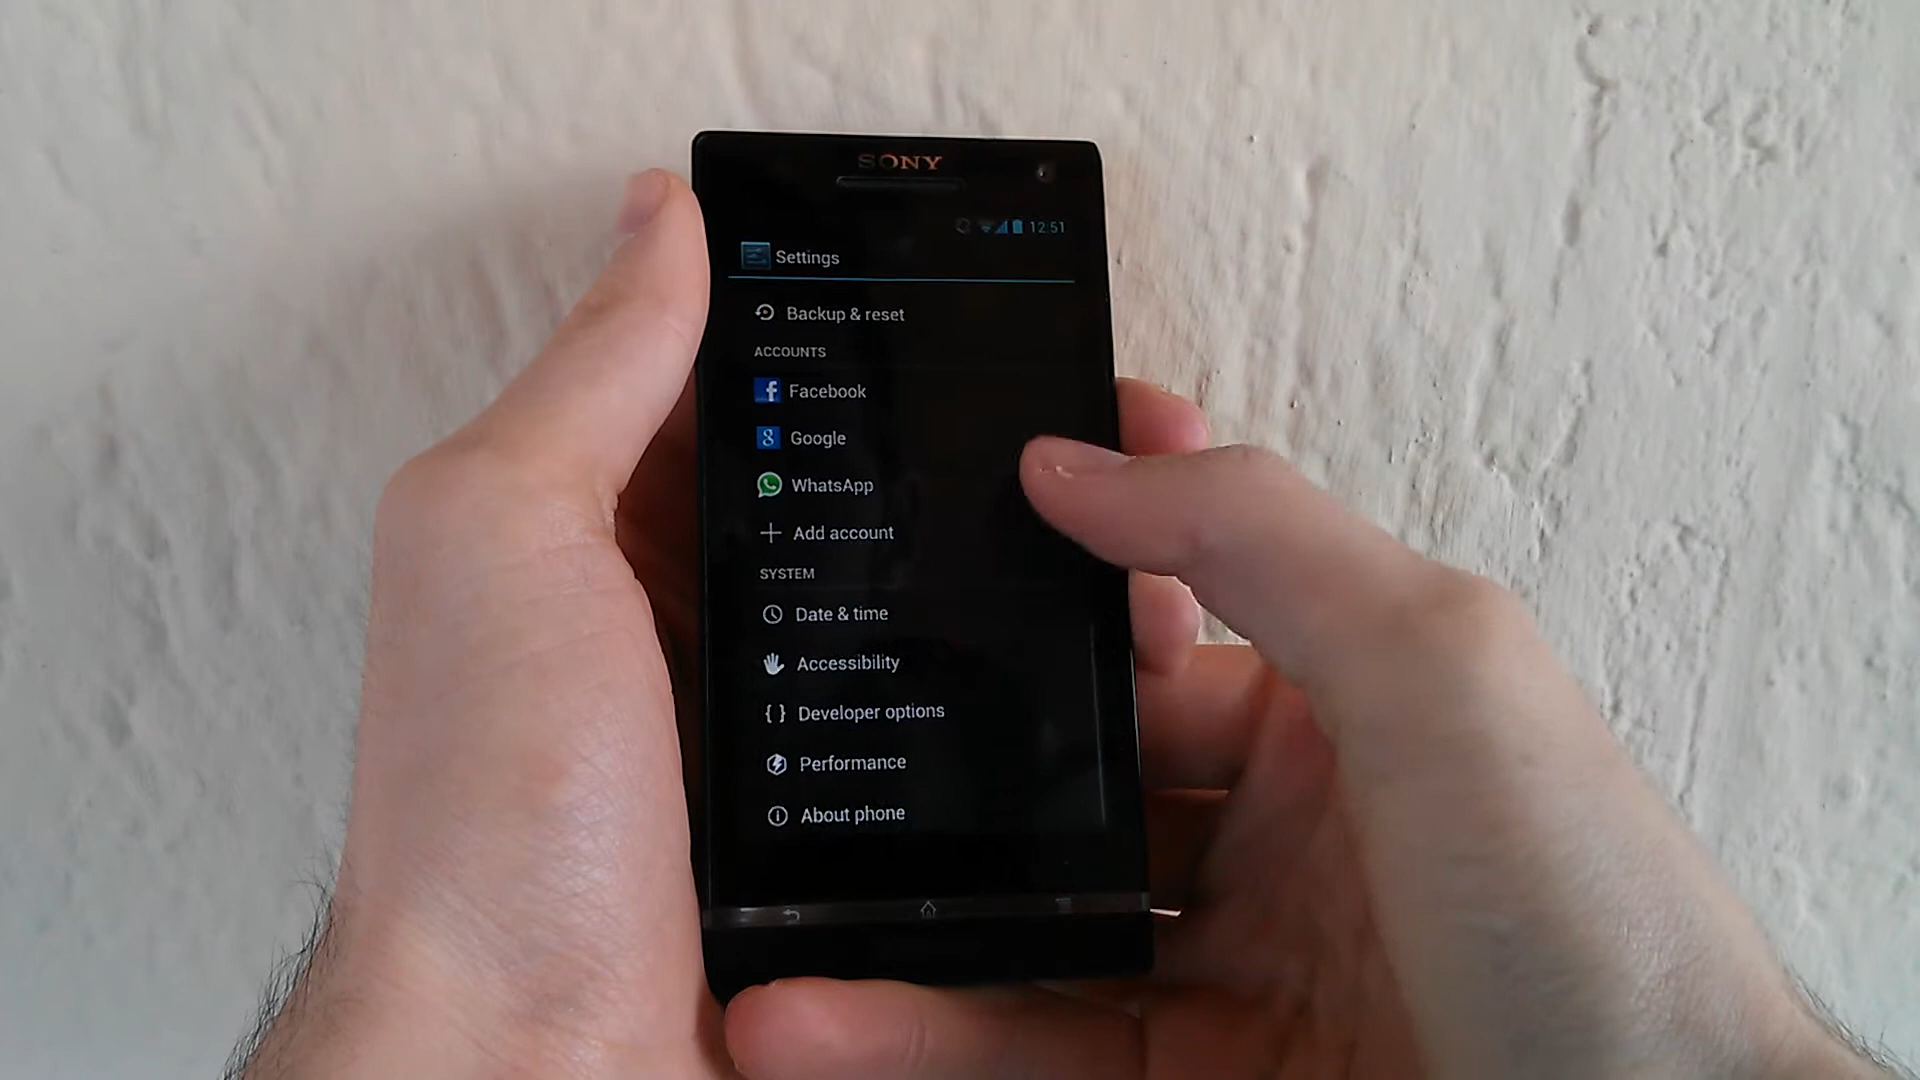 SONY
12:51
Settings
Backup & reset
ACCOUNTS
Facebook
Google
WhatsApp
Add account
SYSTEM
Date & time
Accessibility
{ } Developer options
Performance
About phone